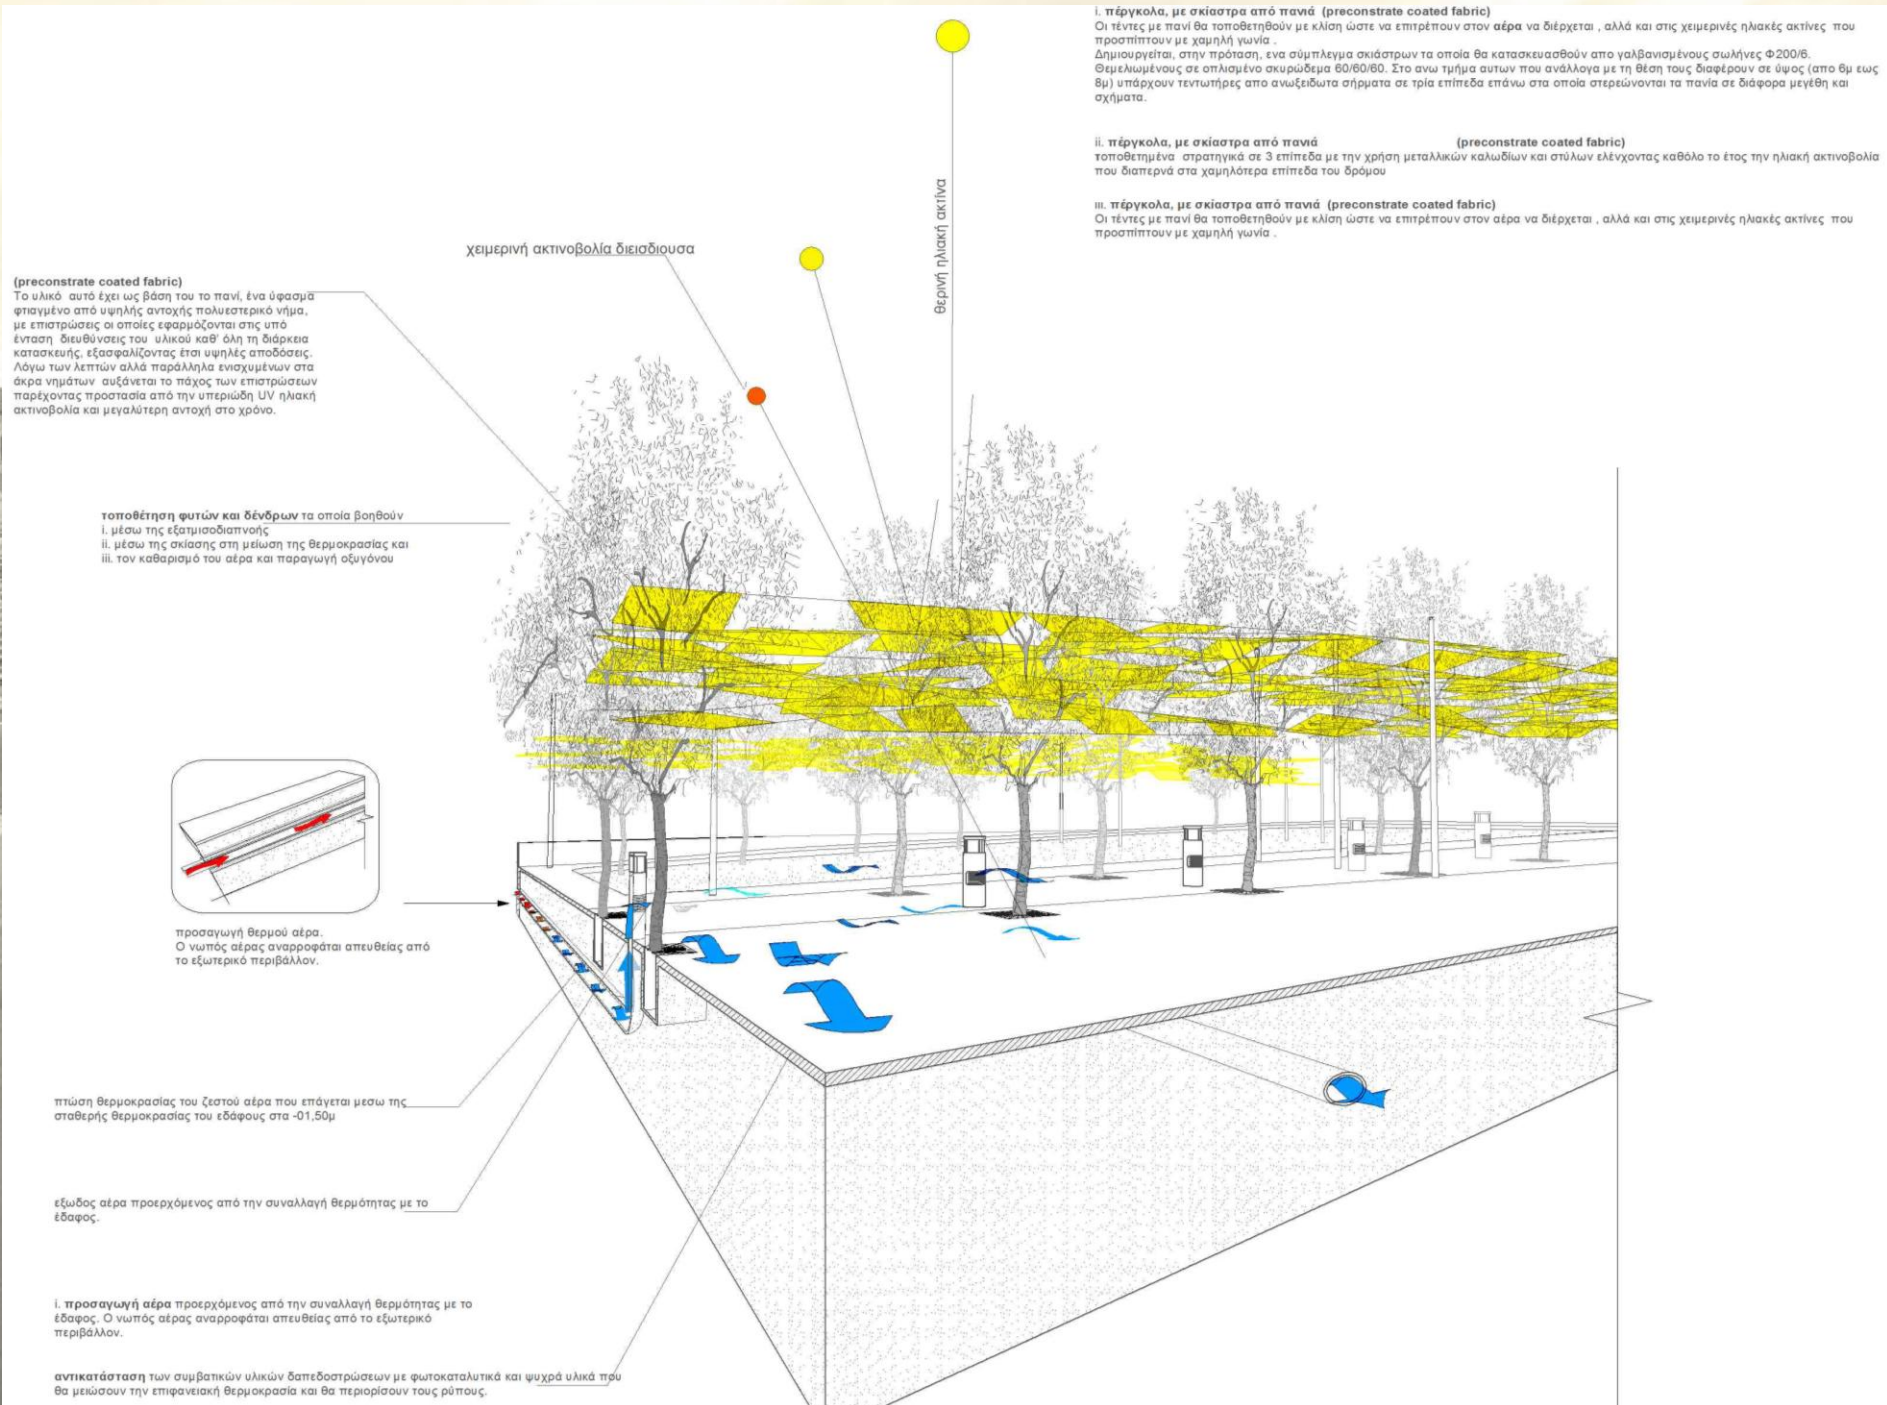 i. πέργκολα, με σκίαστρα από πανιά (preconstrate coated fabric)
Οι τέντες με πανί θα τοποθετηθούν με κλίση ώστε να επιτρέπουν στον αέρα να διέρχεται , αλλά και στις χειμερινές ηλιακές ακτίνες που
προσπίπτουν με χαμηλή γωνία .
Δημιουργείται, στην πρόταση, ενα σύμπλεγμα σκιάστρων τα οποία θα κατασκευασθούν απο γαλβανισμένους σωλήνες Φ200/6.
Θεμελιωμένους σε οπλισμένο σκυρώδεμα 60/60/60. Στο ανω τμήμα αυτων που ανάλλογα με τη θέση τους διαφέρουν σε ύψος (απο 6μ εως
8μ) υπάρχουν τεντωτήρες απο ανωξειδωτα σήρματα σε τρία επίπεδα επάνω στα οποία στερεώνονται τα πανία σε διάφορα μεγέθη και
σχήματα.
ii. πέργκολα, με σκίαστρα από πανιά (preconstrate coated fabric)
τοποθετημένα στρατηγικά σε 3 επίπεδα με την χρήση μεταλλικών καλωδίων και στύλων ελένχοντας καθόλο το έτος την ηλιακή ακτινοβολία
που διαπερνά στα χαμηλότερα επίπεδα του δρόμου
iii. πέργκολα, με σκίαστρα από πανιά (preconstrate coated fabric)
Οι τέντες με πανί θα τοποθετηθούν με κλίση ώστε να επιτρέπουν στον αέρα να διέρχεται , αλλά και στις χειμερινές ηλιακές ακτίνες που
προσπίπτουν με χαμηλή γωνία .
θερινή ηλιακή ακτίνα
χειμερινή ακτινοβολία διεισδιουσα
(preconstrate coated fabric)
Το υλικό αυτό έχει ως βάση του το πανί, ένα ύφασμα
φτιαγμένο από υψηλής αντοχής πολυεστερικό νήμα,
με επιστρώσεις οι οποίες εφαρμόζονται στις υπό
ένταση διευθύνσεις του υλικού καθ' όλη τη διάρκεια
κατασκευής, εξασφαλίζοντας έτσι υψηλές αποδόσεις.
Λόγω των λεπτών αλλά παράλληλα ενισχυμένων στα
άκρα νημάτων αυξάνεται το πάχος των επιστρώσεων
παρέχοντας προστασία από την υπεριώδη UV ηλιακή
ακτινοβολία και μεγαλύτερη αντοχή στο χρόνο.
τοποθέτηση φυτών και δένδρων τα οποία βοηθούν
i. μέσω της εξατμισοδιαπνοής
ii. μέσω της σκίασης στη μείωση της θερμοκρασίας και
iii. τον καθαρισμό του αέρα και παραγωγή οξυγόνου
προσαγωγή θερμού αέρα.
Ο νωπός αέρας αναρροφάται απευθείας από
το εξωτερικό περιβάλλον.
πτώση θερμοκρασίας του ζεστού αέρα που επάγεται μεσω της
σταθερής θερμοκρασίας του εδάφους στα -01,50μ
εξωδος αέρα προερχόμενος από την συναλλαγή θερμότητας με το
έδαφος.
i. προσαγωγή αέρα προερχόμενος από την συναλλαγή θερμότητας με το
έδαφος. Ο νωπός αέρας αναρροφάται απευθείας από το εξωτερικό
περιβάλλον.
αντικατάσταση των συμβατικών υλικών δαπεδοστρώσεων με φωτοκαταλυτικά και ψυχρά υλικά που
θα μειώσουν την επιφανειακή θερμοκρασία και θα περιορίσουν τους ρύπους.